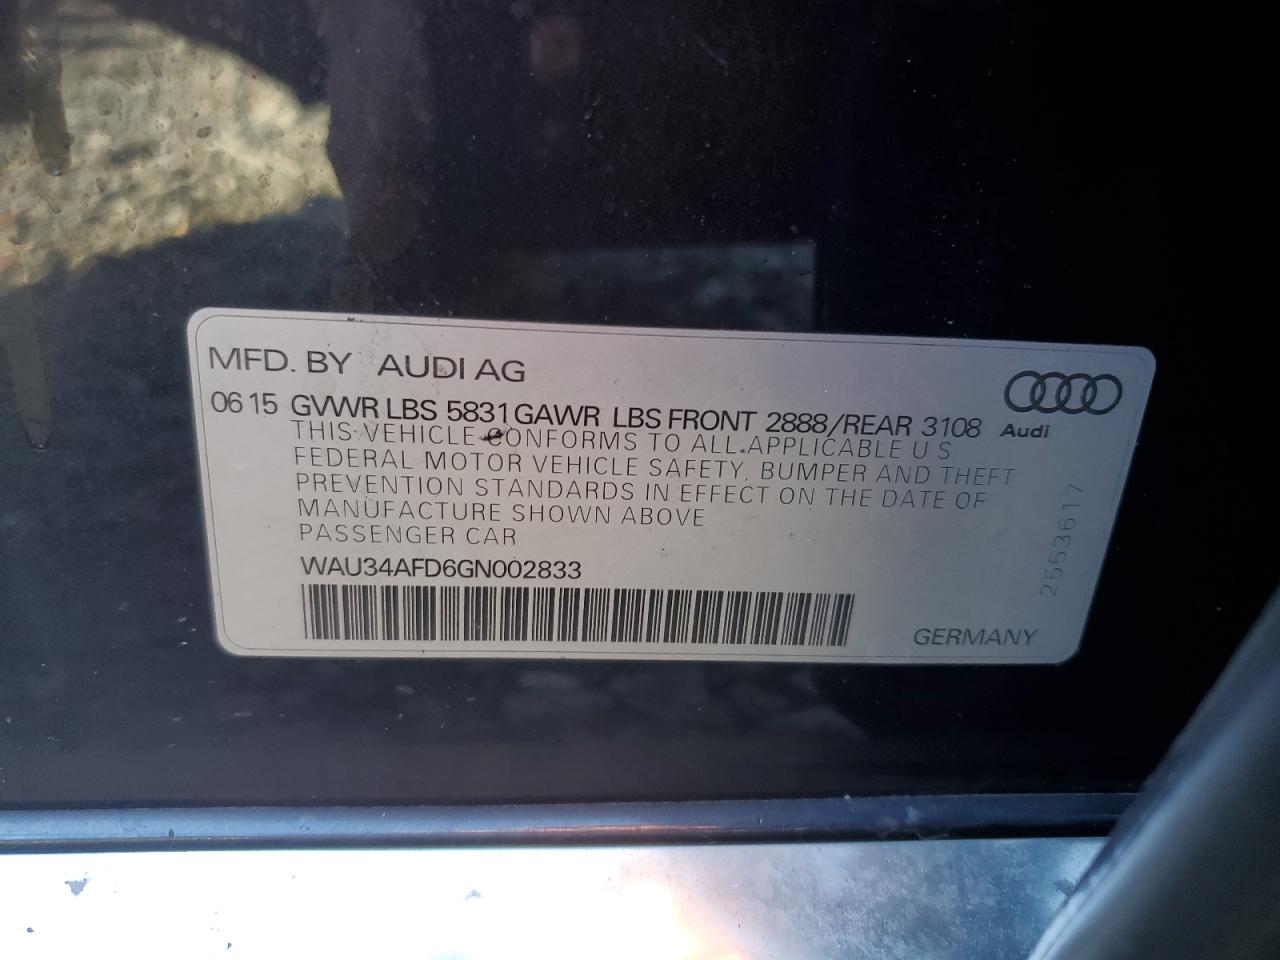 MFD. BY AUDI AG
06 15 GVWR LBS 5831 GAWR LBS FRONT 2888/REAR 3108
Audi
THIS VEHICLE CONFORMS TO ALL APPLICABLE U S
FEDERAL MOTOR VEHICLE SAFETY, BUMPER AND THEFT
PREVENTION STANDARDS IN EFFECT ON THE DATE OF
MANUFACTURE SHOWN ABOVE
PASSENGER CAR
WAU34AFD6GN002833
GERMANY
2553617